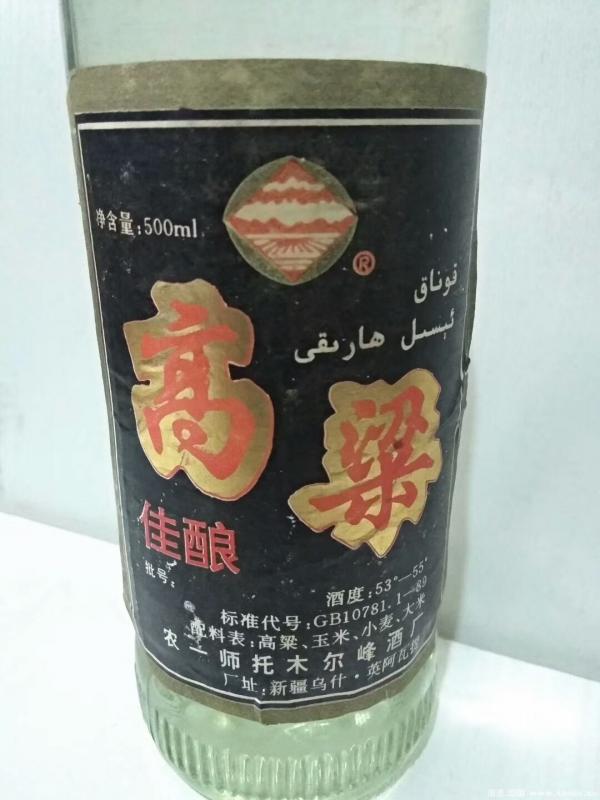 净含量:500ml
®
قوناق
ئېسىل ھارىقى
高粱
佳酿
批号:
酒度:53°—55°
标准代号:GB10781.1—89
配料表:高粱、玉米、小麦、大米
农一师托木尔峰酒厂
厂址:新疆乌什·英阿瓦提